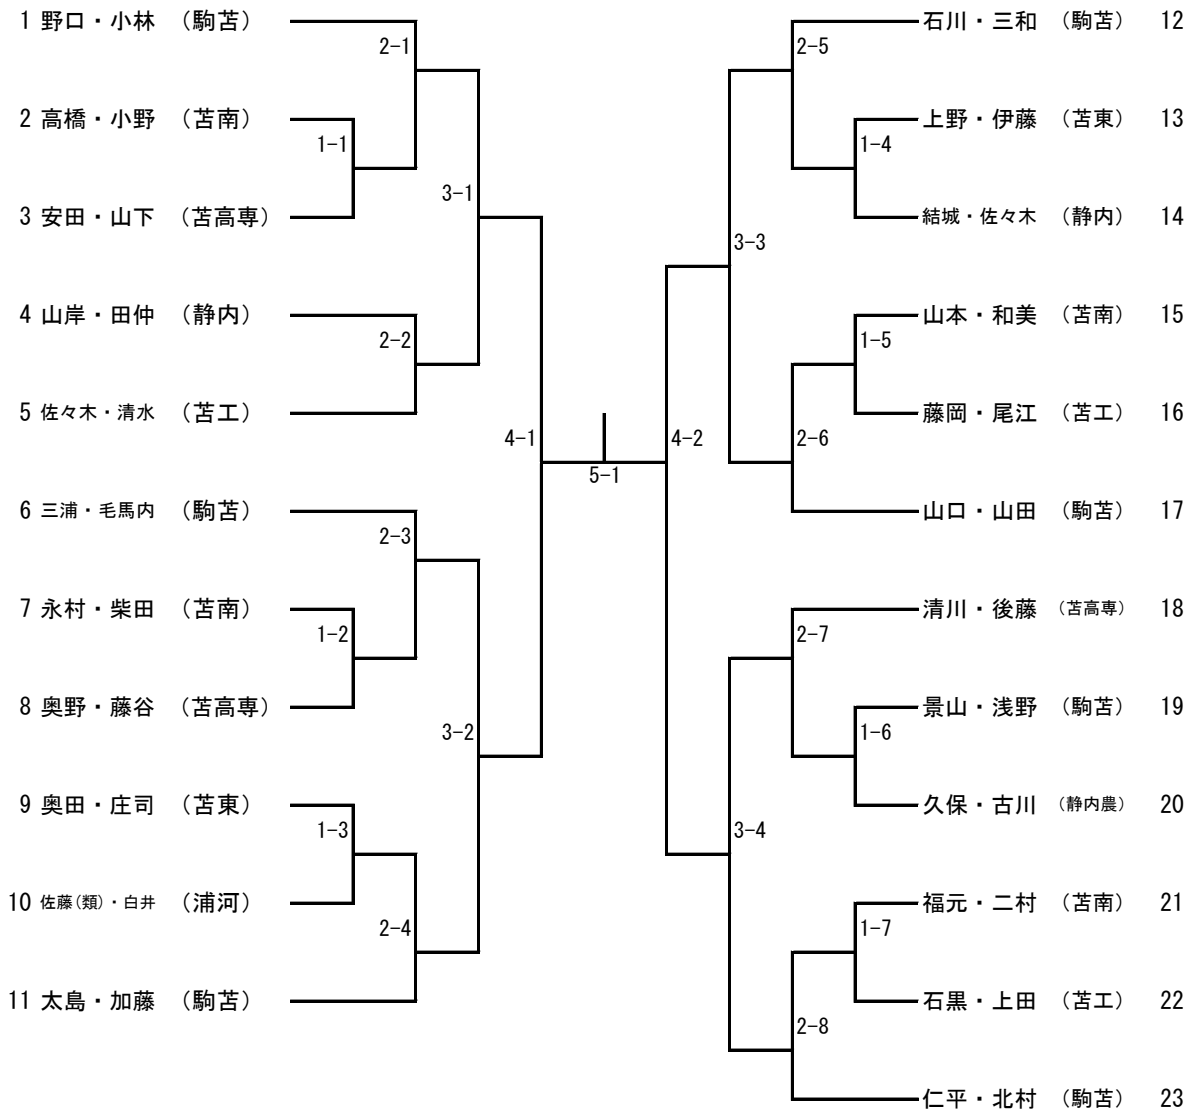 1 野口・小林 （駒苫）
2-1
2 高橋・小野 （苫南）
1-1
3 安田・山下 （苫高専）
3-1
4 山岸・田仲 （静内）
2-2
5 佐々木・清水 （苫工）
4-1
6 三浦・毛馬内 （駒苫）
2-3
7 永村・柴田 （苫南）
1-2
8 奥野・藤谷 （苫高専）
3-2
9 奥田・庄司 （苫東）
1-3
10 佐藤(類)・白井 （浦河）
2-4
11 太島・加藤 （駒苫）
5-1
石川・三和 （駒苫） 12
2-5
上野・伊藤 （苫東） 13
1-4
結城・佐々木 （静内） 14
3-3
山本・和美 （苫南） 15
1-5
藤岡・尾江 （苫工） 16
2-6
4-2
山口・山田 （駒苫） 17
清川・後藤 （苫高専） 18
2-7
景山・浅野 （駒苫） 19
1-6
久保・古川 （静内農） 20
3-4
福元・二村 （苫南） 21
1-7
石黒・上田 （苫工） 22
2-8
仁平・北村 （駒苫） 23